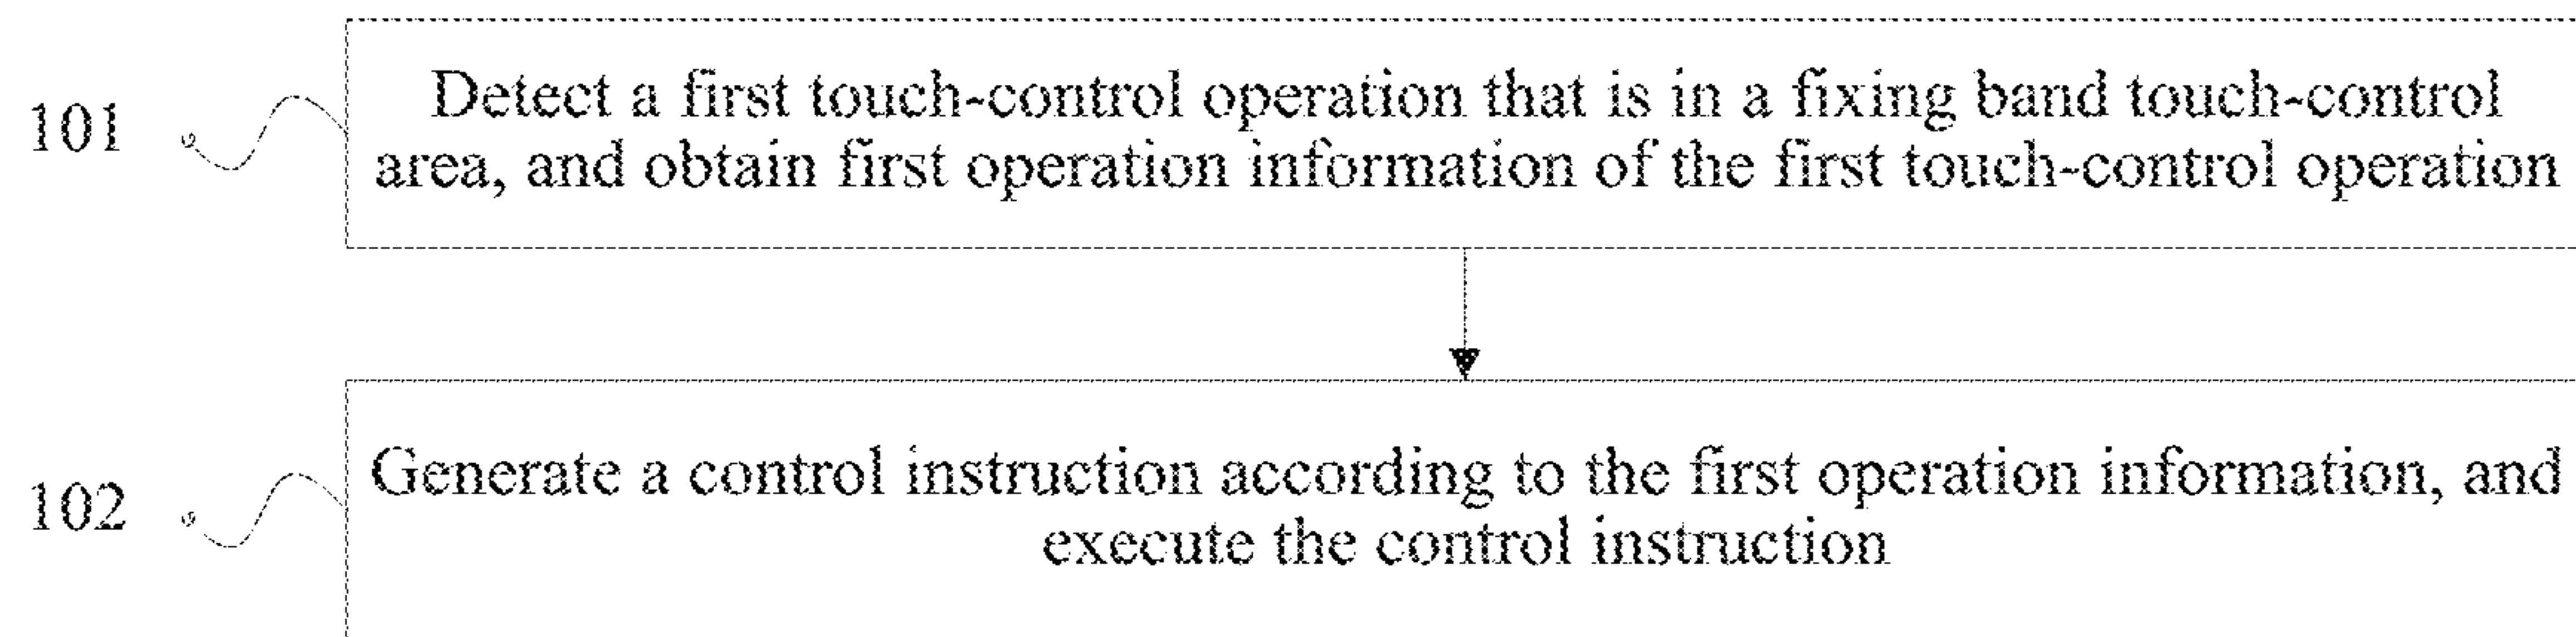 101
Detect a first touch-control operation that is in a fixing band touch-control
area, and obtain first operation information of the first touch-control operation
102
Generate a control instruction according to the first operation information, and
execute the control instruction